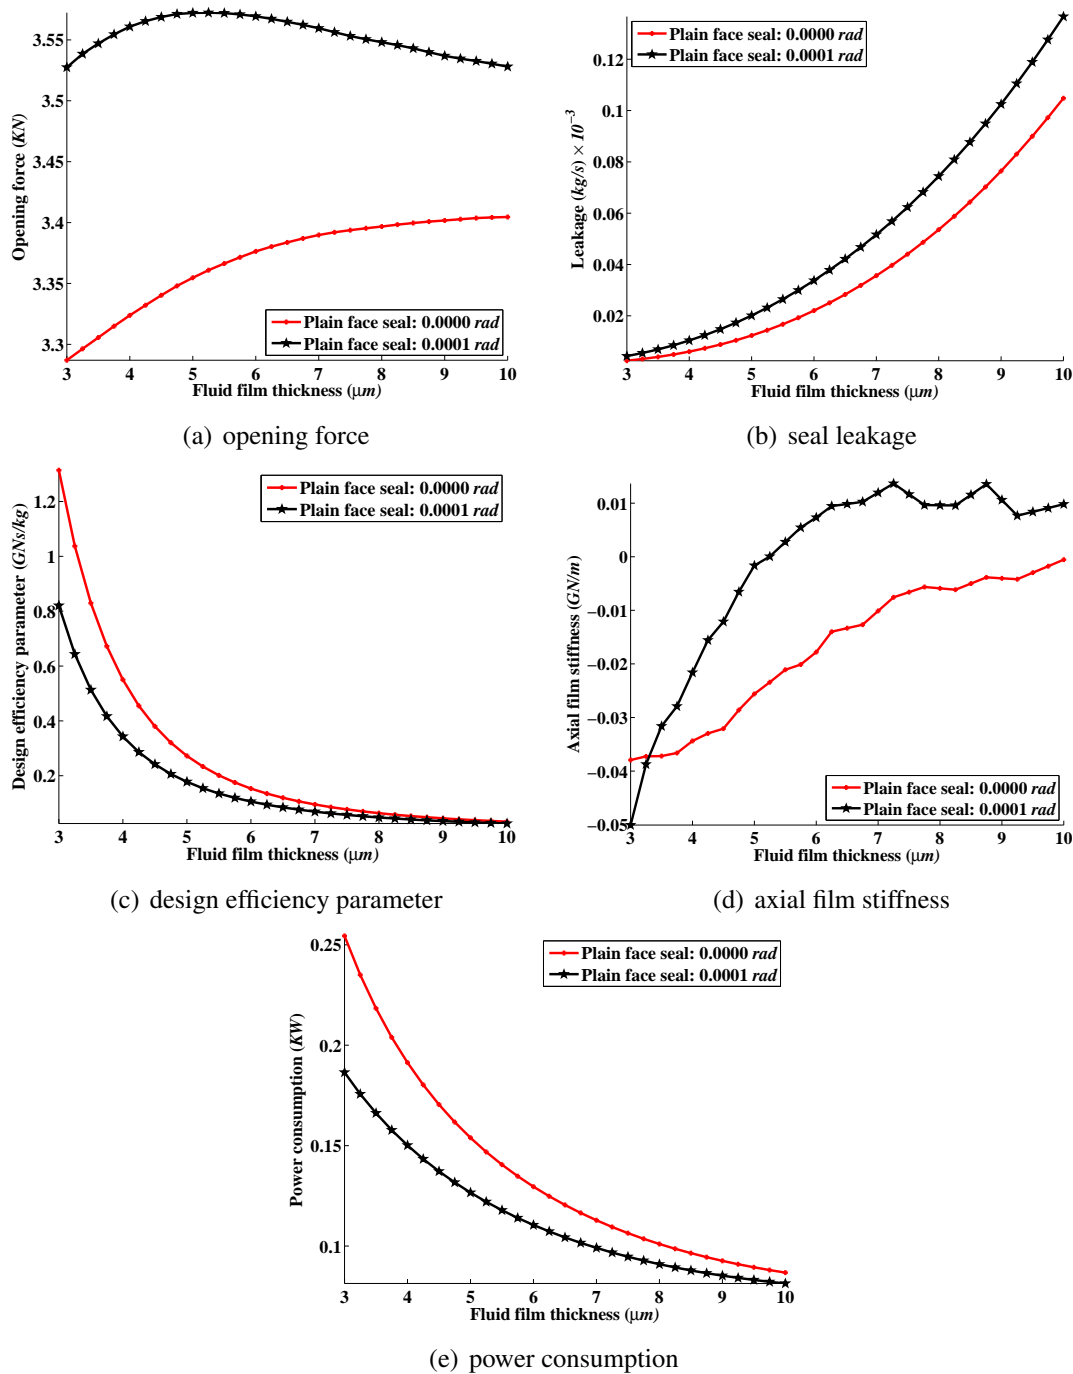 3.55
3.5
3.45
3.4
3.35
3.3
Opening force (KN)
Plain face seal: 0.0000 rad
Plain face seal: 0.0001 rad
3 4 5 6 7 8 9 10
Fluid film thickness (μm)
(a) opening force
0.12
0.1
0.08
0.06
0.04
0.02
Leakage (kg/s) × 10⁻³
Plain face seal: 0.0000 rad
Plain face seal: 0.0001 rad
3 4 5 6 7 8 9 10
Fluid film thickness (μm)
(b) seal leakage
1.2
1
0.8
0.6
0.4
0.2
Design efficiency parameter (GNs/kg)
Plain face seal: 0.0000 rad
Plain face seal: 0.0001 rad
3 4 5 6 7 8 9 10
Fluid film thickness (μm)
(c) design efficiency parameter
0.01
0
−0.01
−0.02
−0.03
−0.04
−0.05
Axial film stiffness (GN/m)
Plain face seal: 0.0000 rad
Plain face seal: 0.0001 rad
3 4 5 6 7 8 9 10
Fluid film thickness (μm)
(d) axial film stiffness
0.25
0.2
0.15
0.1
Power consumption (KW)
Plain face seal: 0.0000 rad
Plain face seal: 0.0001 rad
3 4 5 6 7 8 9 10
Fluid film thickness (μm)
(e) power consumption